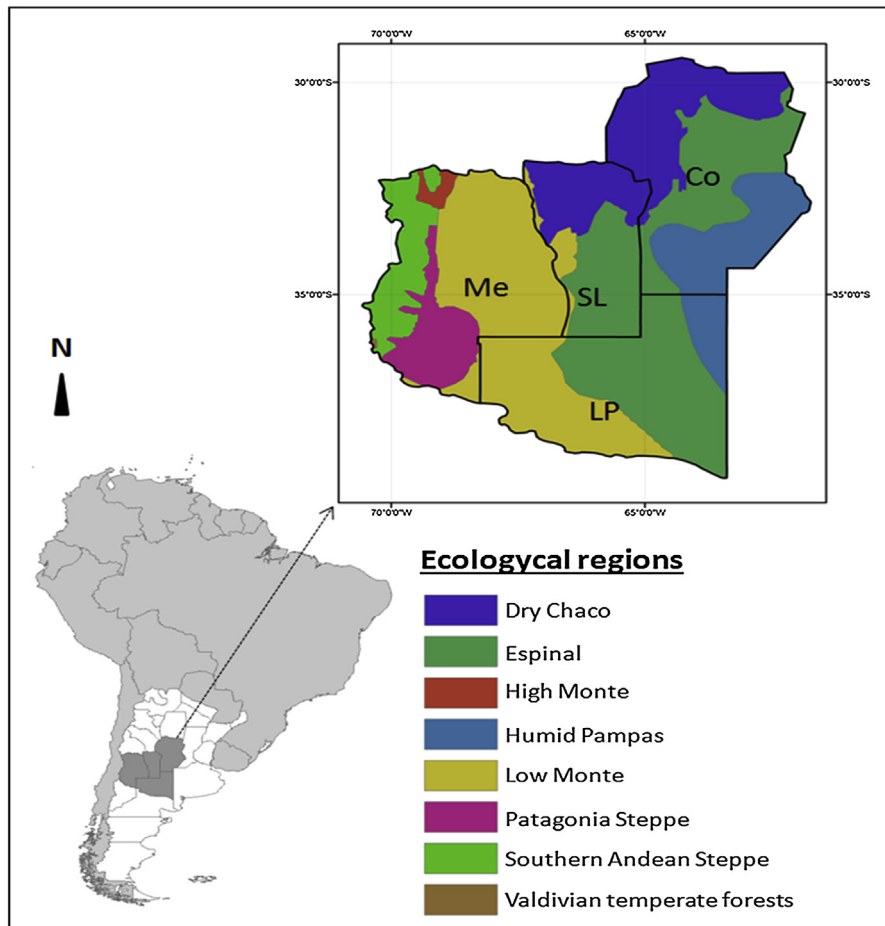 70°0'0"W 65°0'0"W
30°0'0"S 30°0'0"S
Co
Me SL
35°0'0"S 35°0'0"S
LP
70°0'0"W 65°0'0"W
N
Ecologycal regions
Dry Chaco
Espinal
High Monte
Humid Pampas
Low Monte
Patagonia Steppe
Southern Andean Steppe
Valdivian temperate forests